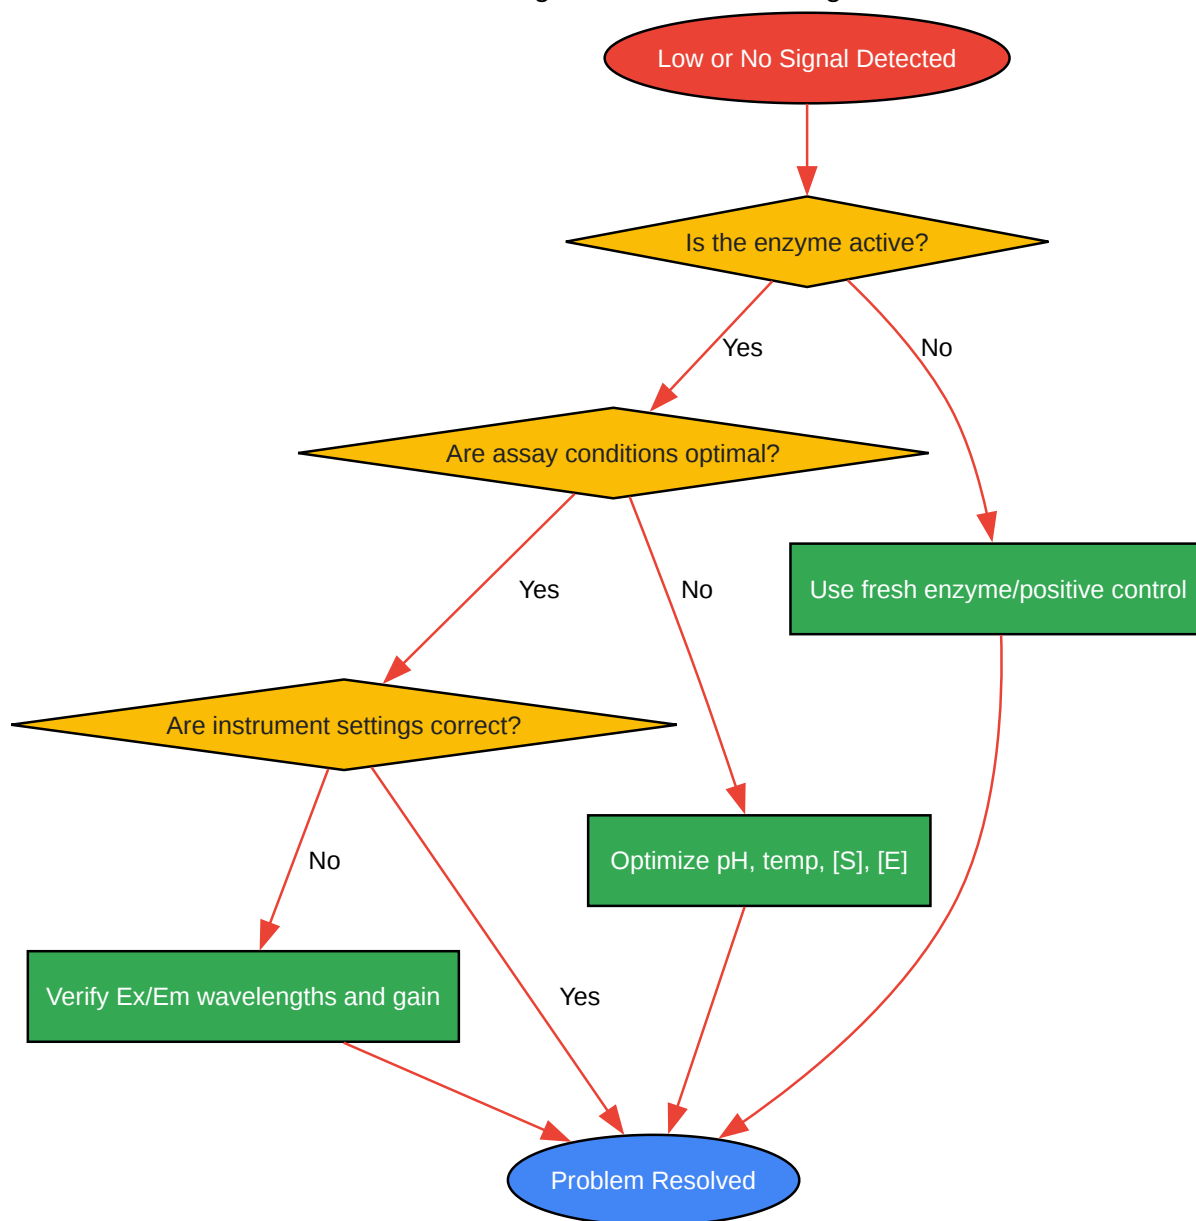 Low or No Signal Detected
Is the enzyme active?
Yes
No
Are assay conditions optimal?
Yes
No
Use fresh enzyme/positive control
Are instrument settings correct?
No
Optimize pH, temp, [S], [E]
Verify Ex/Em wavelengths and gain
Yes
Problem Resolved